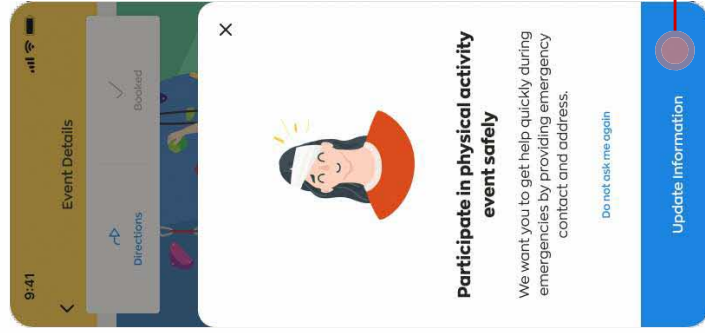 9:41
Event Details
Directions
Booked
Participate in physical activity
event safely
We want you to get help quickly during
emergencies by providing emergency
contact and address.
Do not ask me again
Update Information